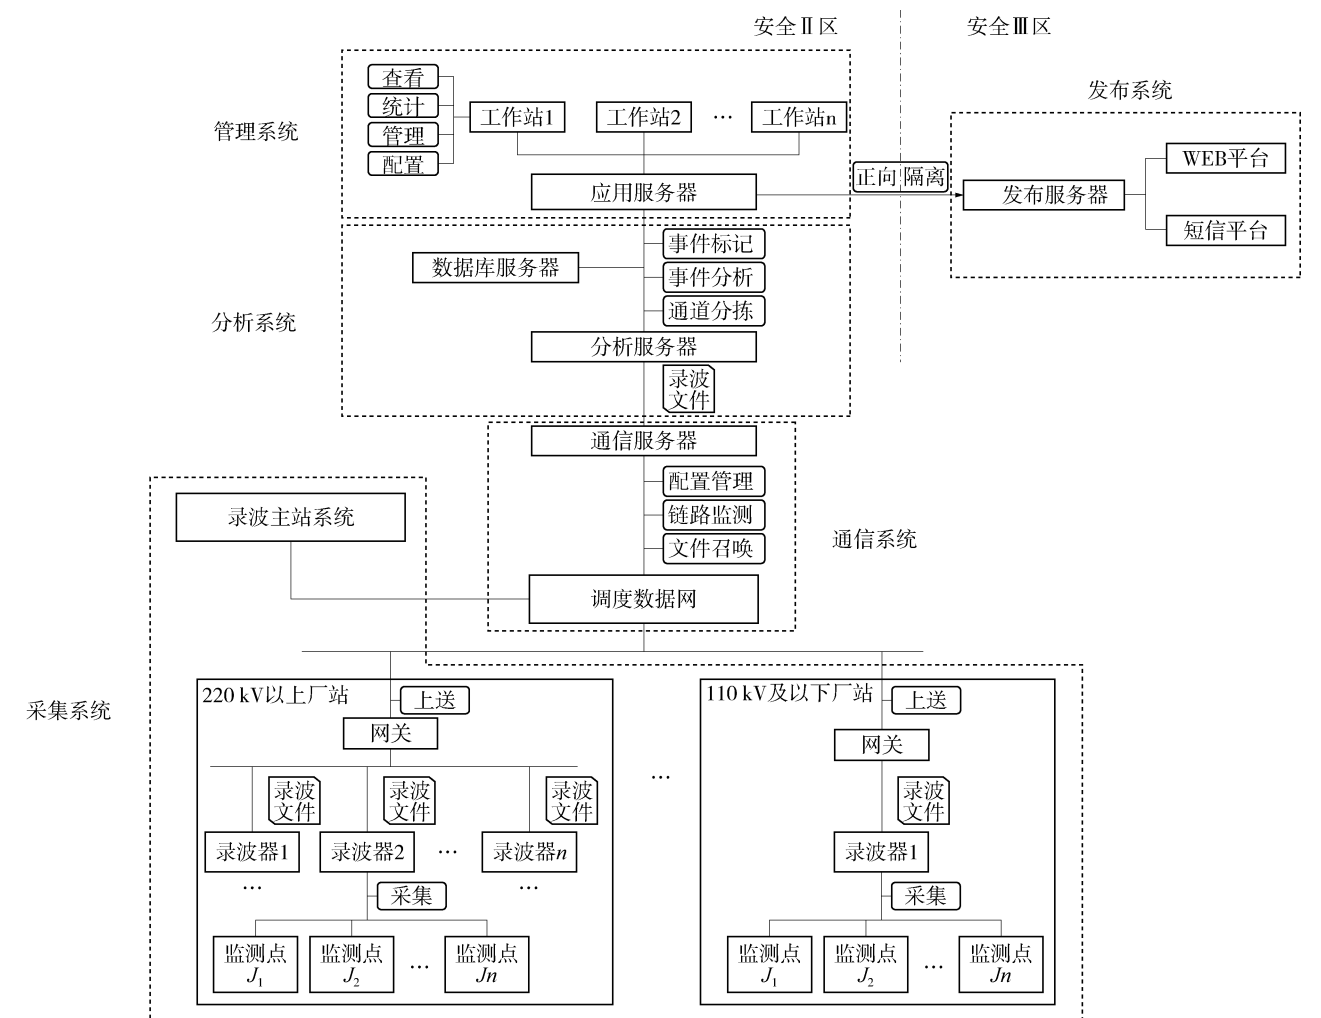 安全Ⅱ区
安全Ⅲ区
管理系统
查看
统计
管理
配置
工作站1
工作站2
…
工作站n
应用服务器
正向
隔离
发布系统
发布服务器
WEB平台
短信平台
分析系统
数据库服务器
事件标记
事件分析
通道分拣
分析服务器
录波
文件
通信服务器
配置管理
链路监测
文件召唤
调度数据网
通信系统
录波主站系统
采集系统
220 kV以上厂站
上送
网关
录波
文件
录波
文件
录波
文件
录波器1
录波器2
…
录波器n
…
…
采集
监测点
J₁
监测点
J₂
…
监测点
Jn
…
110 kV及以下厂站
上送
网关
录波
文件
录波器1
采集
监测点
J₁
监测点
J₂
…
监测点
Jn